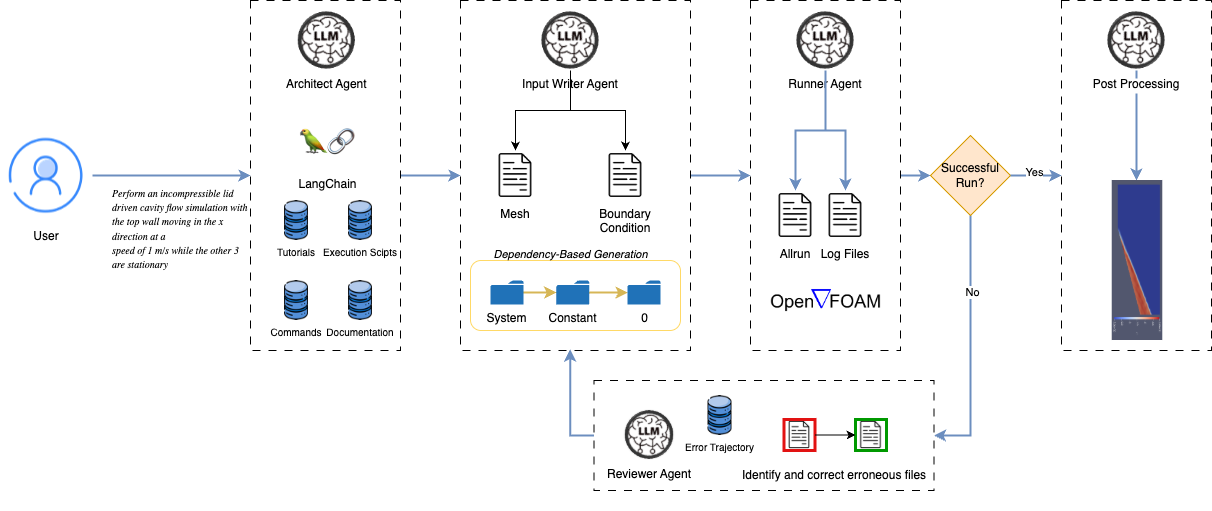 LLM
Architect Agent
LangChain
Tutorials
Execution Scipts
Commands
Documentation
User
Perform an incompressible lid
driven cavity flow simulation with
the top wall moving in the x
direction at a
speed of 1 m/s while the other 3
are stationary
LLM
Input Writer Agent
Mesh
Boundary
Condition
Dependency-Based Generation
System
Constant
0
LLM
Runner Agent
Allrun
Log Files
Open▽FOAM
Successful
Run?
Yes
No
LLM
Post Processing
LLM
Reviewer Agent
Error Trajectory
Identify and correct erroneous files